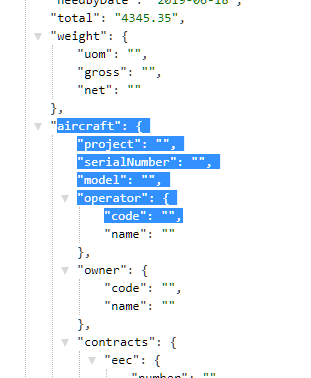 "needByDate": "2019-06-18",
"total": "4345.35",
"weight": {
"uom": "",
"gross": "",
"net": ""
},
"aircraft": {
"project": "",
"serialNumber": "",
"model": "",
"operator": {
"code": "",
"name": ""
},
"owner": {
"code": "",
"name": ""
},
"contracts": {
"eec": {
"number": ""